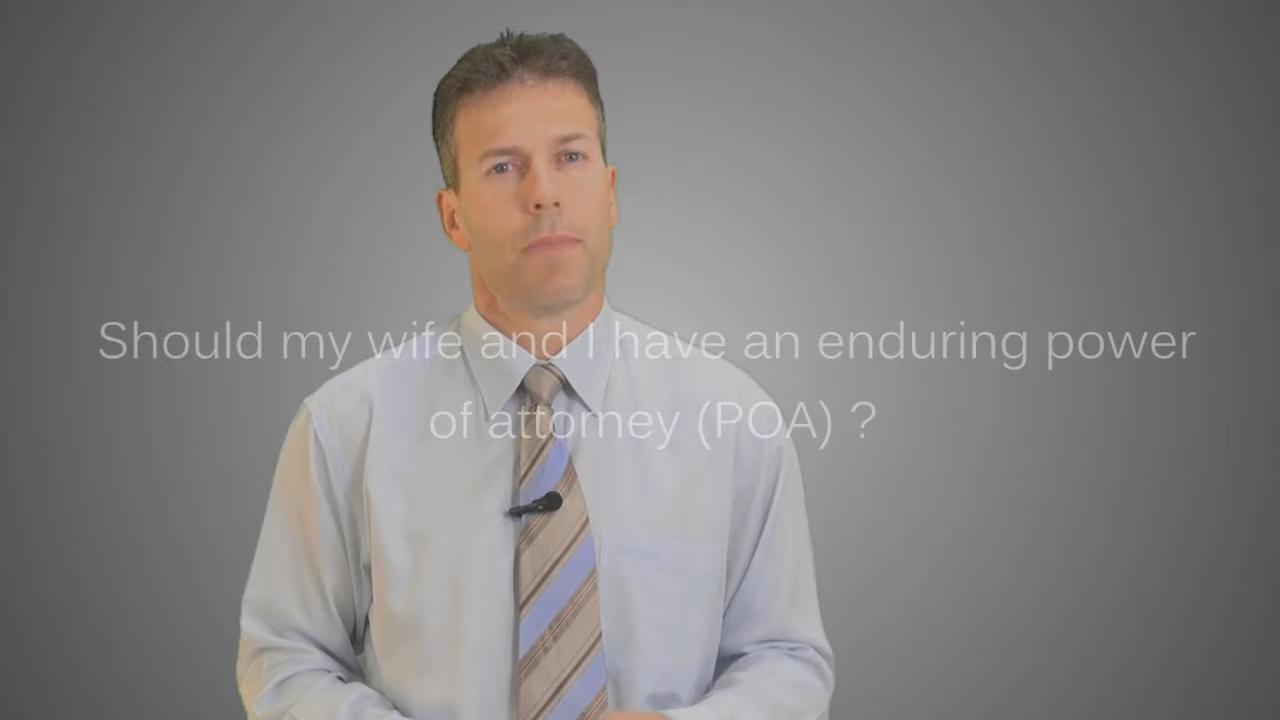 Should my wife and I have an enduring power
of attorney (POA) ?